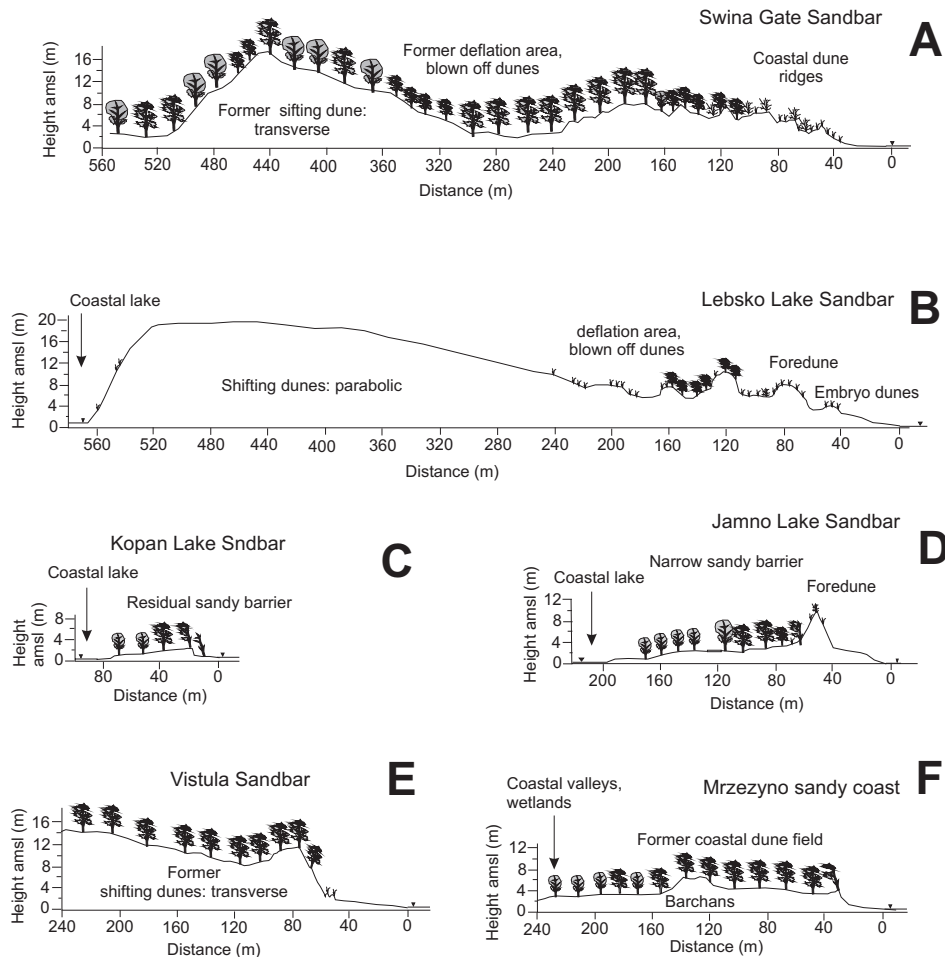 Swina Gate Sandbar
A
Former deflation area,
blown off dunes
Coastal dune
ridges
Former sifting dune:
transverse
Height amsl (m)
16
12
8
4
0
560 520 480 440 400 360 320 280 240 200 160 120 80 40 0
Distance (m)
Coastal lake
Lebsko Lake Sandbar
B
deflation area,
blown off dunes
Foredune
Embryo dunes
Shifting dunes: parabolic
Height amsl (m)
20
16
12
8
4
0
560 520 480 440 400 360 320 280 240 200 160 120 80 40 0
Distance (m)
Kopan Lake Sndbar
C
Coastal lake
Residual sandy barrier
Height
amsl (m)
8
4
0
80 40 0
Distance (m)
Jamno Lake Sandbar
D
Narrow sandy barrier
Coastal lake
Foredune
Height amsl (m)
12
8
4
0
200 160 120 80 40 0
Distance (m)
Vistula Sandbar
E
Former
shifting dunes: transverse
Height amsl (m)
16
12
8
4
0
240 200 160 120 80 40 0
Distance (m)
Coastal valleys,
wetlands
Mrzezyno sandy coast
F
Former coastal dune field
Barchans
Height amsl (m)
12
8
4
0
240 200 160 120 80 40 0
Distance (m)